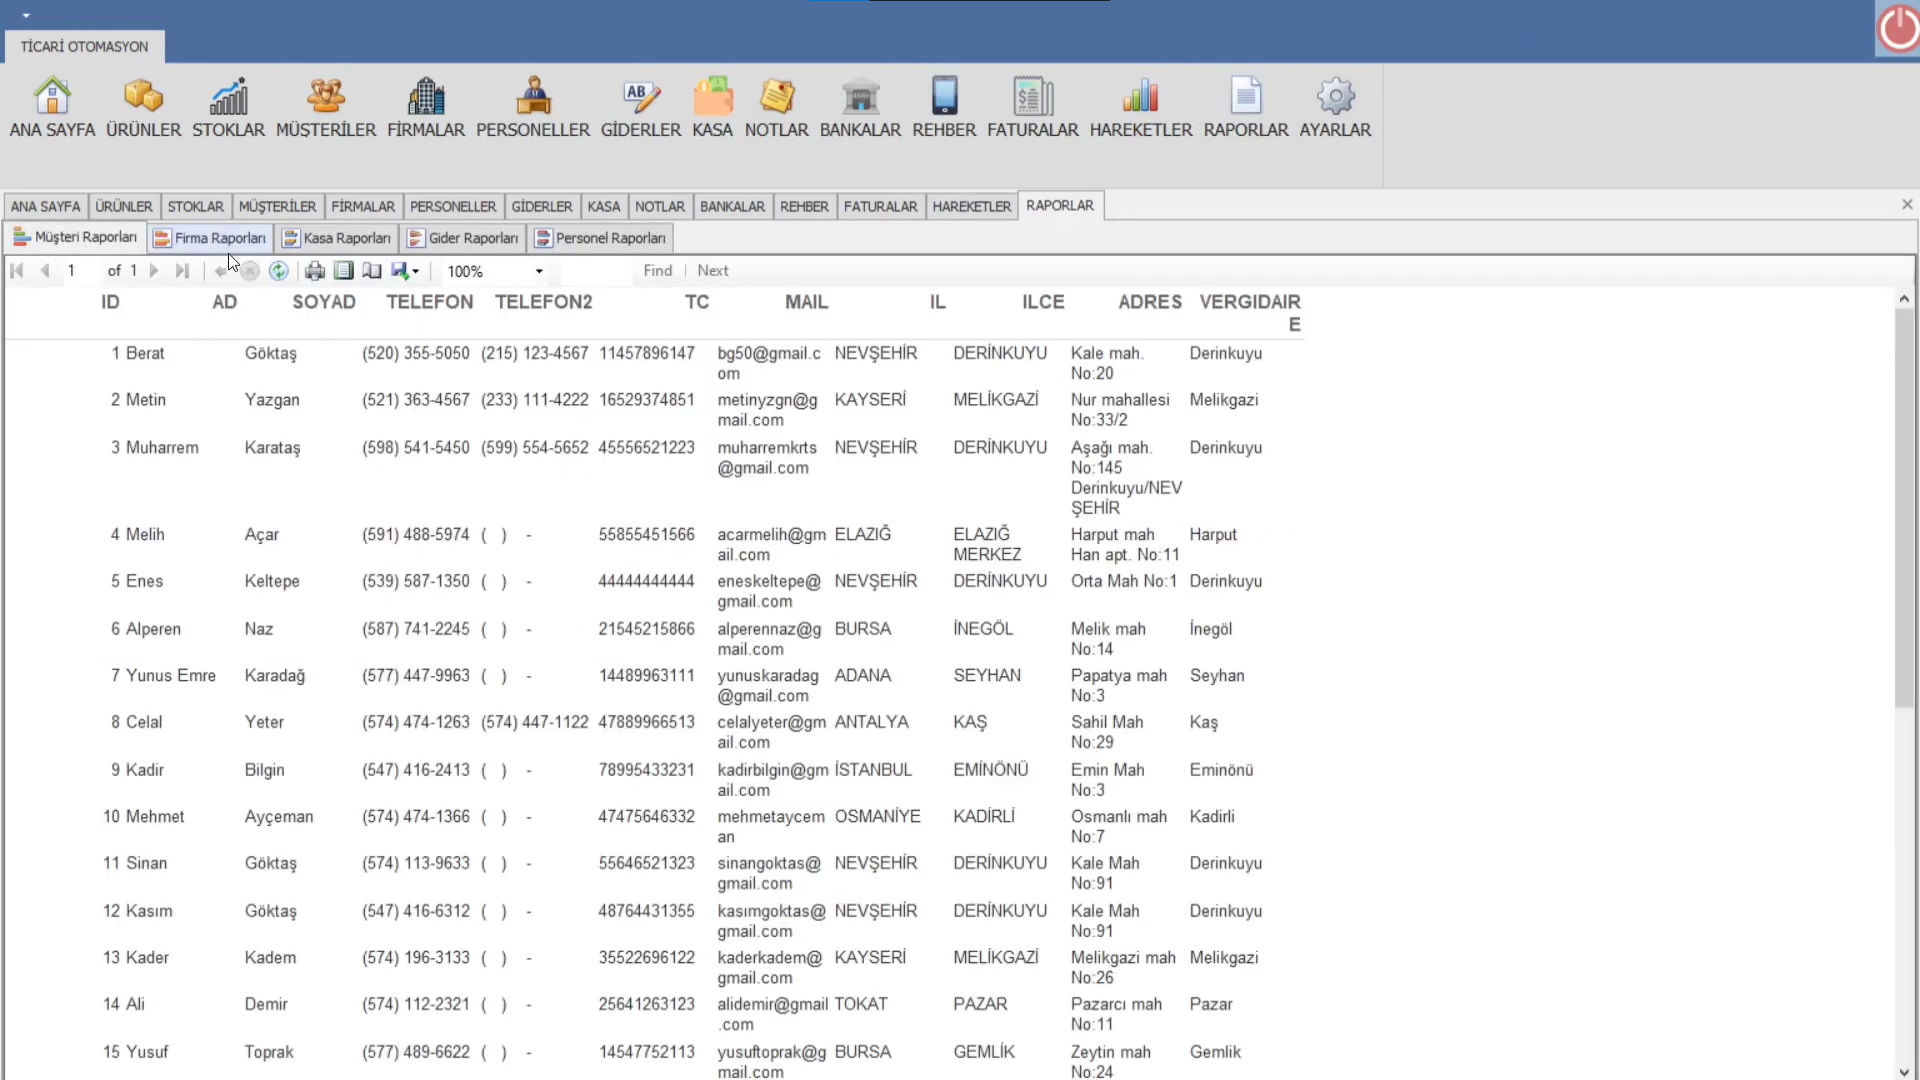 TİCARİ OTOMASYON
ANA SAYFA ÜRÜNLER STOKLAR MÜŞTERİLER FİRMALAR PERSONELLER AB GİDERLER KASA NOTLAR BANKALAR REHBER FATURALAR HAREKETLER RAPORLAR AYARLAR
ANA SAYFA ÜRÜNLER STOKLAR MÜŞTERİLER FİRMALAR PERSONELLER GİDERLER KASA NOTLAR BANKALAR REHBER FATURALAR HAREKETLER RAPORLAR
Müşteri Raporları Firma Raporları Kasa Raporları Gider Raporları Personel Raporları
1 of 1 100% Find | Next
ID AD SOYAD TELEFON TELEFON2 TC MAIL IL ILCE ADRES VERGIDAIR
E
1 Berat Göktaş (520) 355-5050 (215) 123-4567 11457896147 bg50@gmail.c NEVŞEHİR DERİNKUYU Kale mah. Derinkuyu
om No:20
2 Metin Yazgan (521) 363-4567 (233) 111-4222 16529374851 metinyzgn@g KAYSERİ MELİKGAZİ Nur mahallesi Melikgazi
mail.com No:33/2
3 Muharrem Karataş (598) 541-5450 (599) 554-5652 45556521223 muharremkrts NEVŞEHİR DERİNKUYU Aşağı mah. Derinkuyu
@gmail.com No:145
Derinkuyu/NEV
ŞEHİR
4 Melih Açar (591) 488-5974 ( ) - 55855451566 acarmelih@gm ELAZIĞ ELAZIĞ Harput mah Harput
ail.com MERKEZ Han apt. No:11
5 Enes Keltepe (539) 587-1350 ( ) - 44444444444 eneskeltepe@ NEVŞEHİR DERİNKUYU Orta Mah No:1 Derinkuyu
gmail.com
6 Alperen Naz (587) 741-2245 ( ) - 21545215866 alperennaz@g BURSA İNEGÖL Melik mah İnegöl
mail.com No:14
7 Yunus Emre Karadağ (577) 447-9963 ( ) - 14489963111 yunuskaradag ADANA SEYHAN Papatya mah Seyhan
@gmail.com No:3
8 Celal Yeter (574) 474-1263 (574) 447-1122 47889966513 celalyeter@gm ANTALYA KAŞ Sahil Mah Kaş
ail.com No:29
9 Kadir Bilgin (547) 416-2413 ( ) - 78995433231 kadirbilgin@gm İSTANBUL EMİNÖNÜ Emin Mah Eminönü
ail.com No:3
10 Mehmet Ayçeman (574) 474-1366 ( ) - 47475646332 mehmetaycem OSMANİYE KADİRLİ Osmanlı mah Kadirli
an No:7
11 Sinan Göktaş (574) 113-9633 ( ) - 55646521323 sinangoktas@ NEVŞEHİR DERİNKUYU Kale Mah Derinkuyu
gmail.com No:91
12 Kasım Göktaş (547) 416-6312 ( ) - 48764431355 kasımgoktas@ NEVŞEHİR DERİNKUYU Kale Mah Derinkuyu
gmail.com No:91
13 Kader Kadem (574) 196-3133 ( ) - 35522696122 kaderkadem@ KAYSERİ MELİKGAZİ Melikgazi mah Melikgazi
gmail.com No:26
14 Ali Demir (574) 112-2321 ( ) - 25641263123 alidemir@gmail TOKAT PAZAR Pazarcı mah Pazar
.com No:11
15 Yusuf Toprak (577) 489-6622 ( ) - 14547752113 yusuftoprak@g BURSA GEMLİK Zeytin mah Gemlik
mail.com No:24